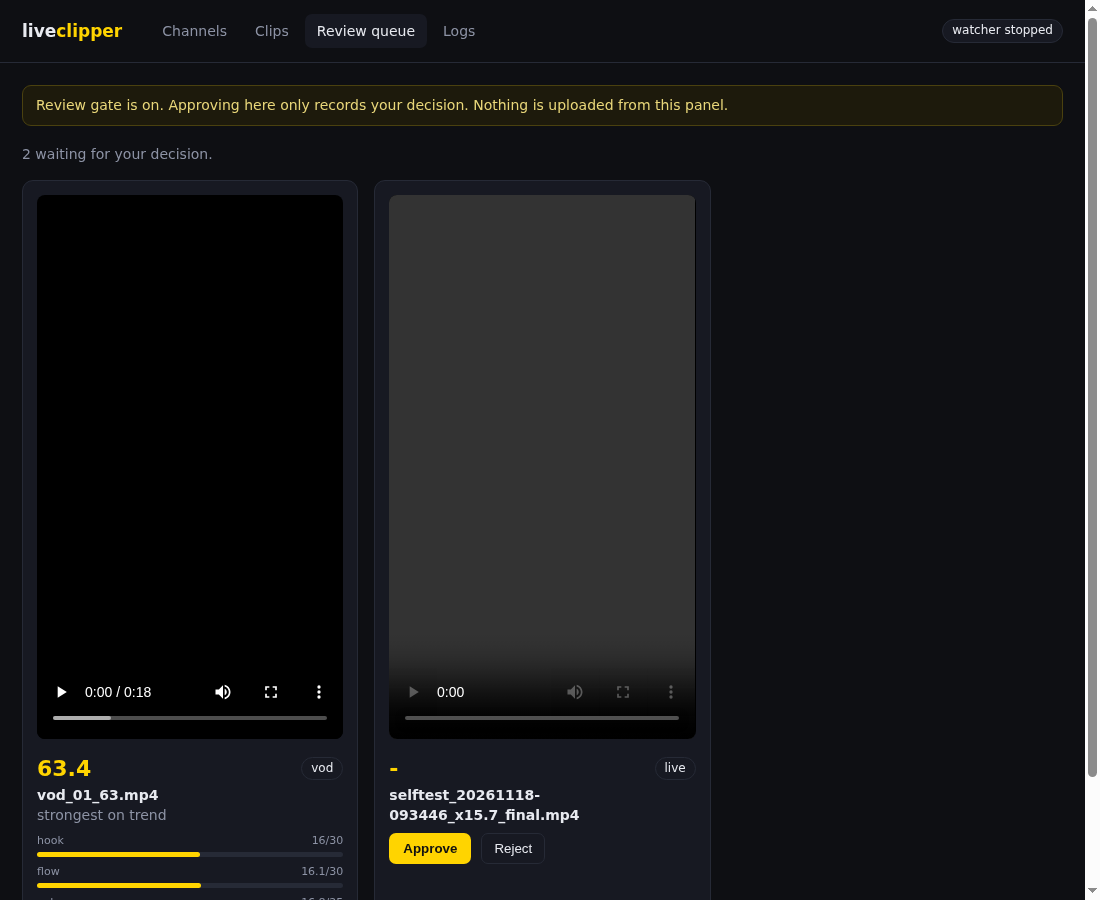 liveclipper
Channels
Clips
Review queue
Logs
watcher stopped
Review gate is on. Approving here only records your decision. Nothing is uploaded from this panel.
2 waiting for your decision.
0:00 / 0:18
63.4
vod
vod_01_63.mp4
strongest on trend
hook
16/30
flow
16.1/30
0:00
-
live
selftest_20261118-
093446_x15.7_final.mp4
Approve
Reject